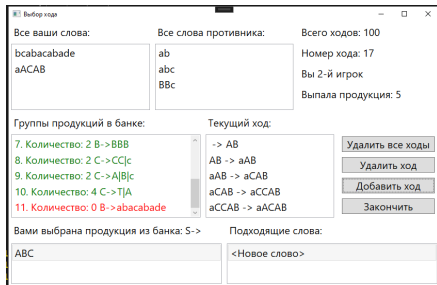 Выбор хода
Все ваши слова:
bcabacabade
aACAB
Все слова противника:
ab
abc
BBc
Всего ходов: 100
Номер хода: 17
Вы 2-й игрок
Выпала продукция: 5
Группы продукций в банке:
7. Количество: 2 B->BBB
8. Количество: 2 C->CC|c
9. Количество: 2 C->A|B|c
10. Количество: 4 C->T|A
11. Количество: 0 B->abacabade
Текущий ход:
-> AB
AB -> aAB
aAB -> aCAB
aCAB -> aCCAB
aCCAB -> aACAB
Удалить все ходы
Удалить ход
Добавить ход
Закончить
Вами выбрана продукция из банка: S->
ABC
Подходящие слова:
<Новое слово>